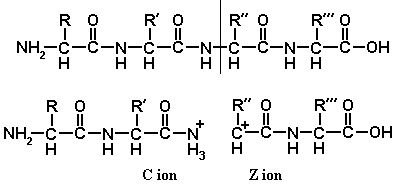 R O R′ O R″ O R‴ O
NH₂—C—C—N—C—C—N—C—C—N—C—C—OH
H H H H H H H
R O R′ O + R″ O R‴ O
NH₂—C—C—N—C—C—N C+—C—N—C—C—OH
H H H H₃ H H H
C ion Z ion